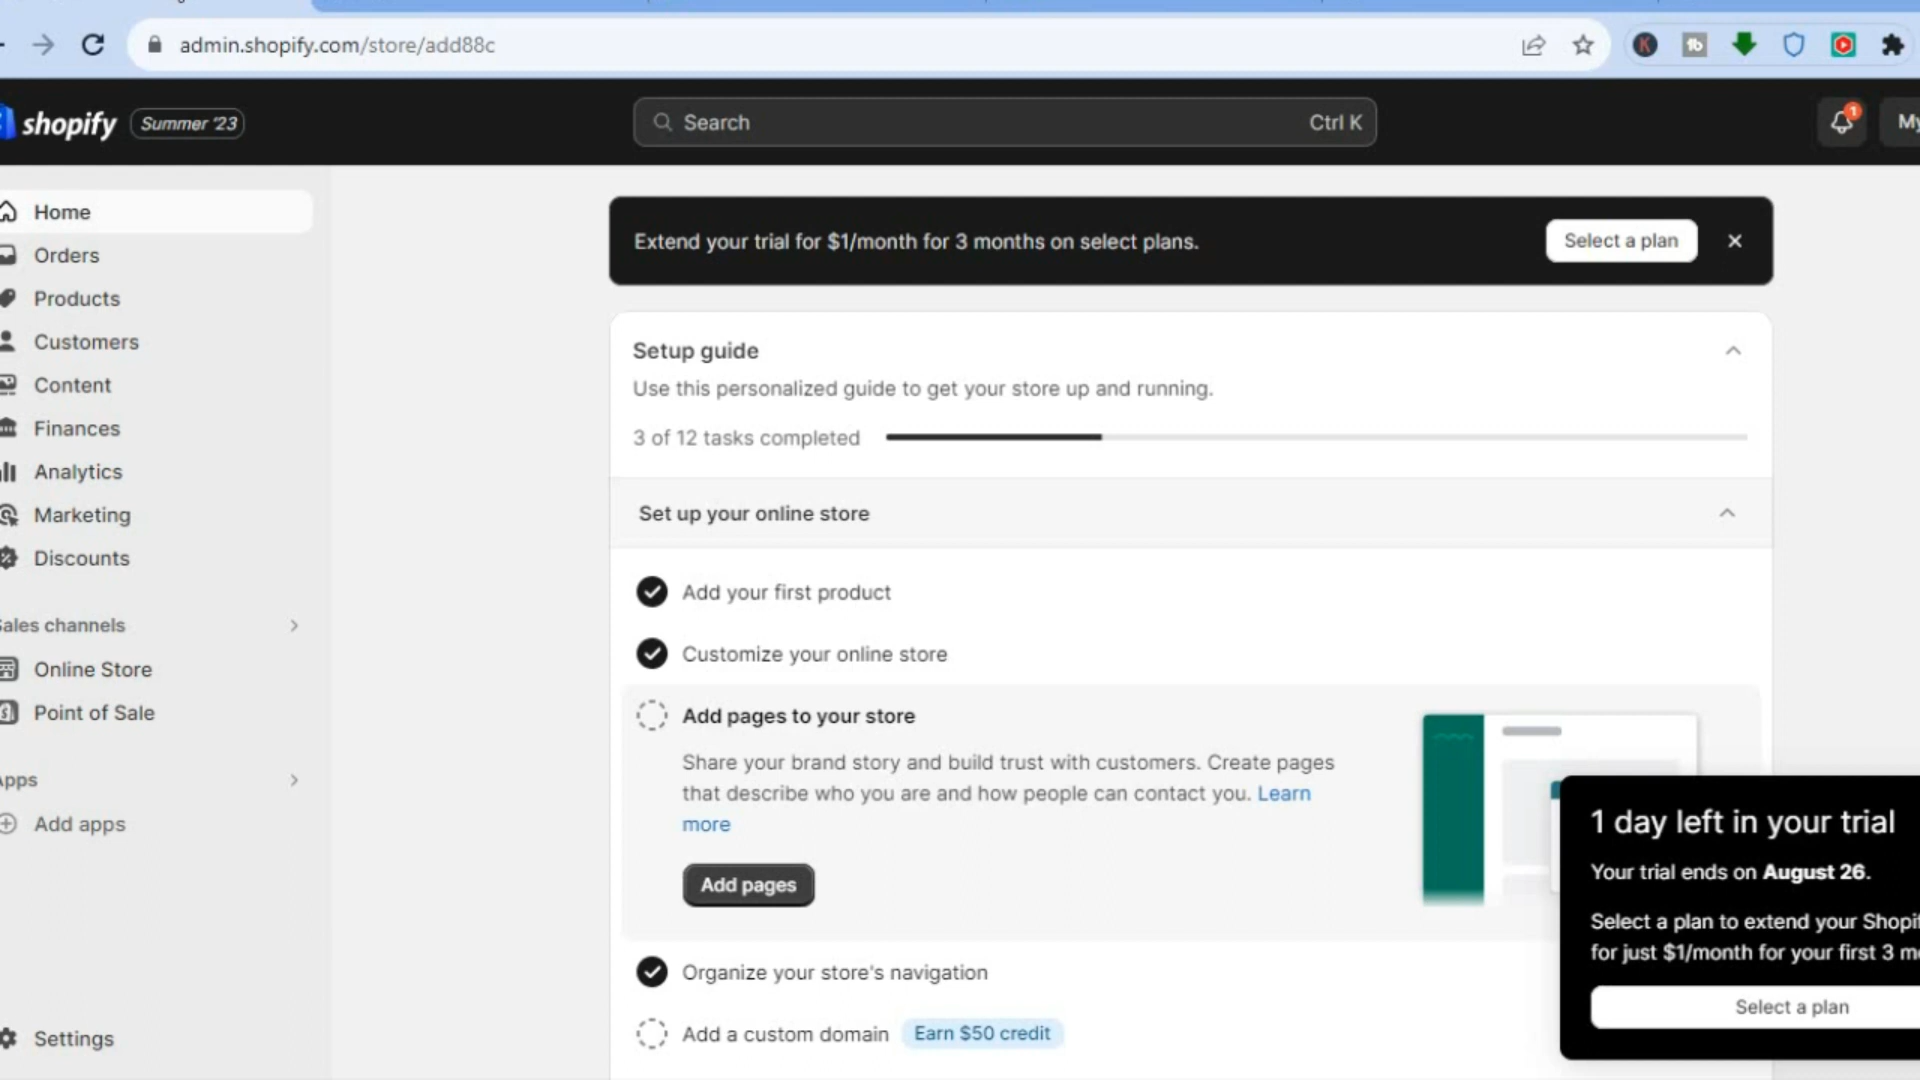 admin.shopify.com/store/add88c
shopify Summer '23
Search Ctrl K
1
My
Home
Orders
Products
Customers
Content
Finances
Analytics
Marketing
Discounts
Sales channels
Online Store
Point of Sale
Apps
Add apps
Settings
Extend your trial for $1/month for 3 months on select plans.
Select a plan
Setup guide
Use this personalized guide to get your store up and running.
3 of 12 tasks completed
Set up your online store
Add your first product
Customize your online store
Add pages to your store
Share your brand story and build trust with customers. Create pages
that describe who you are and how people can contact you. Learn
more
Add pages
Organize your store's navigation
Add a custom domain Earn $50 credit
1 day left in your trial
Your trial ends on August 26.
Select a plan to extend your Shopif
for just $1/month for your first 3 mo
Select a plan